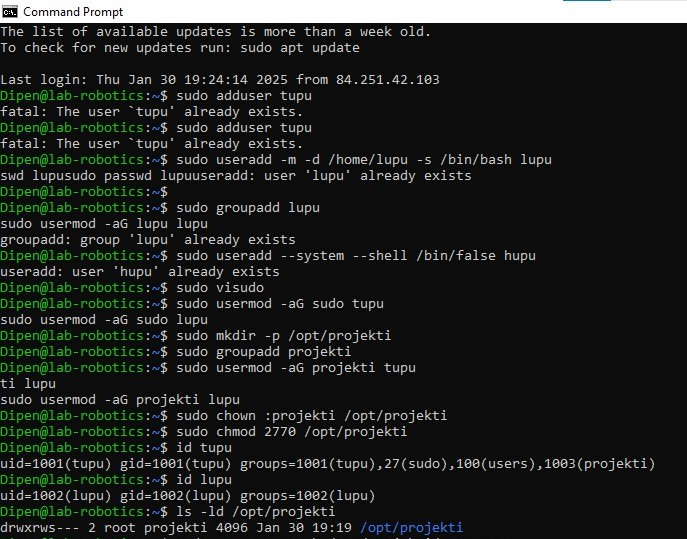 Command Prompt
The list of available updates is more than a week old.
To check for new updates run: sudo apt update
Last login: Thu Jan 30 19:24:14 2025 from 84.251.42.103
Dipen@lab-robotics:~$ sudo adduser tupu
fatal: The user `tupu' already exists.
Dipen@lab-robotics:~$ sudo adduser tupu
fatal: The user `tupu' already exists.
Dipen@lab-robotics:~$ sudo useradd -m -d /home/lupu -s /bin/bash lupu
swd lupusudo passwd lupuuseradd: user 'lupu' already exists
Dipen@lab-robotics:~$
Dipen@lab-robotics:~$ sudo groupadd lupu
sudo usermod -aG lupu lupu
groupadd: group 'lupu' already exists
Dipen@lab-robotics:~$ sudo useradd --system --shell /bin/false hupu
useradd: user 'hupu' already exists
Dipen@lab-robotics:~$ sudo visudo
Dipen@lab-robotics:~$ sudo usermod -aG sudo tupu
sudo usermod -aG sudo lupu
Dipen@lab-robotics:~$ sudo mkdir -p /opt/projekti
Dipen@lab-robotics:~$ sudo groupadd projekti
Dipen@lab-robotics:~$ sudo usermod -aG projekti tupu
ti lupu
sudo usermod -aG projekti lupu
Dipen@lab-robotics:~$ sudo chown :projekti /opt/projekti
Dipen@lab-robotics:~$ sudo chmod 2770 /opt/projekti
Dipen@lab-robotics:~$ id tupu
uid=1001(tupu) gid=1001(tupu) groups=1001(tupu),27(sudo),100(users),1003(projekti)
Dipen@lab-robotics:~$ id lupu
uid=1002(lupu) gid=1002(lupu) groups=1002(lupu)
Dipen@lab-robotics:~$ ls -ld /opt/projekti
drwxrws--- 2 root projekti 4096 Jan 30 19:19 /opt/projekti